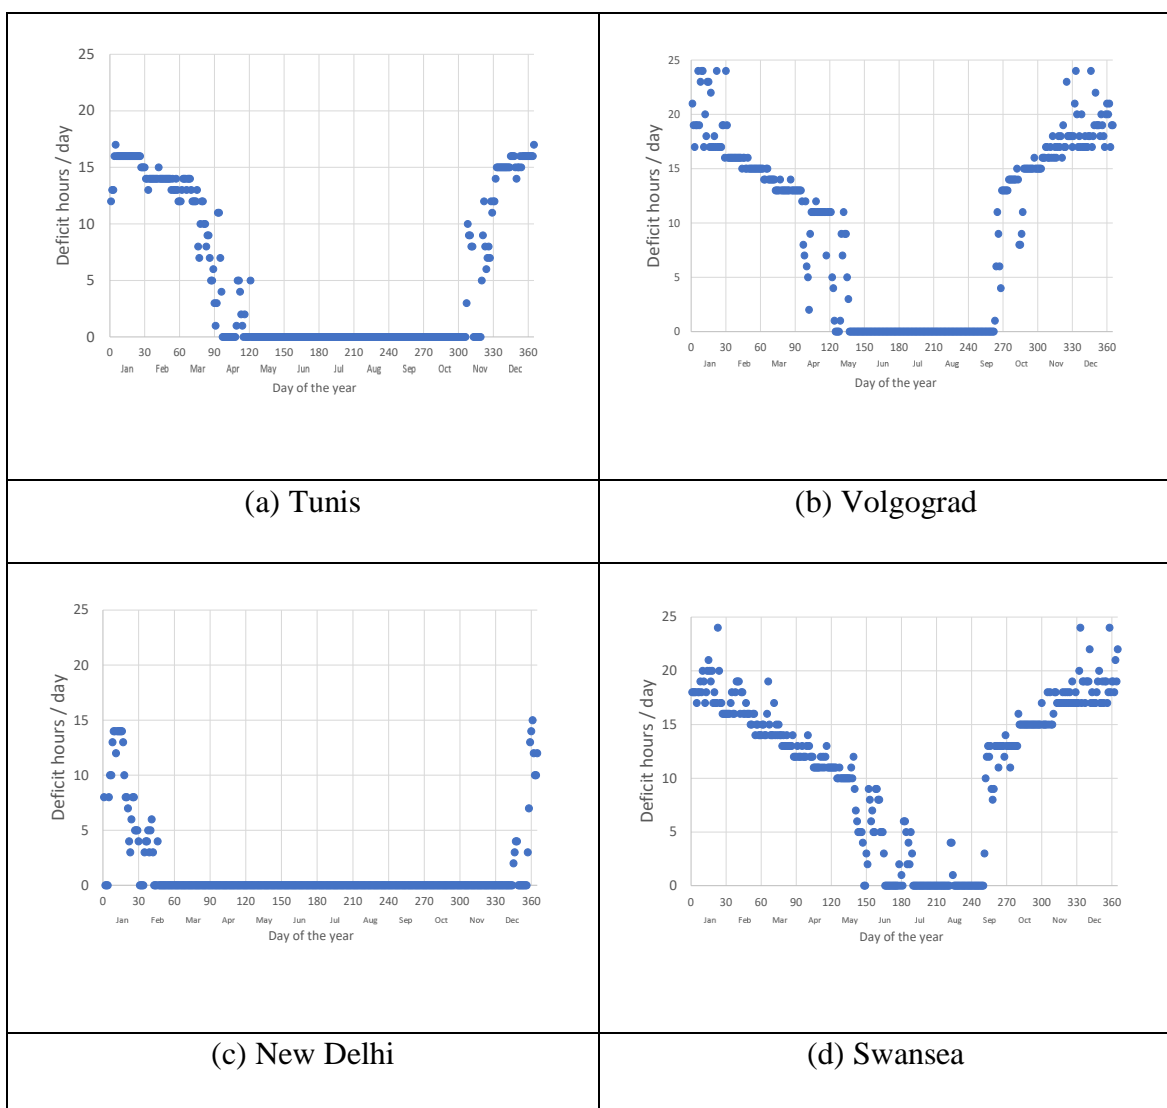 25
20
15
10
5
0
Deficit hours / day
0 30 60 90 120 150 180 210 240 270 300 330 360
Jan Feb Mar Apr May Jun Jul Aug Sep Oct Nov Dec
Day of the year
(a) Tunis
25
20
15
10
5
0
Deficit hours / day
0 30 60 90 120 150 180 210 240 270 300 330 360
Jan Feb Mar Apr May Jun Jul Aug Sep Oct Nov Dec
Day of the year
(b) Volgograd
25
20
15
10
5
0
Deficit hours / day
0 30 60 90 120 150 180 210 240 270 300 330 360
Jan Feb Mar Apr May Jun Jul Aug Sep Oct Nov Dec
Day of the year
(c) New Delhi
25
20
15
10
5
0
Deficit hours / day
0 30 60 90 120 150 180 210 240 270 300 330 360
Jan Feb Mar Apr May Jun Jul Aug Sep Oct Nov Dec
Day of the year
(d) Swansea